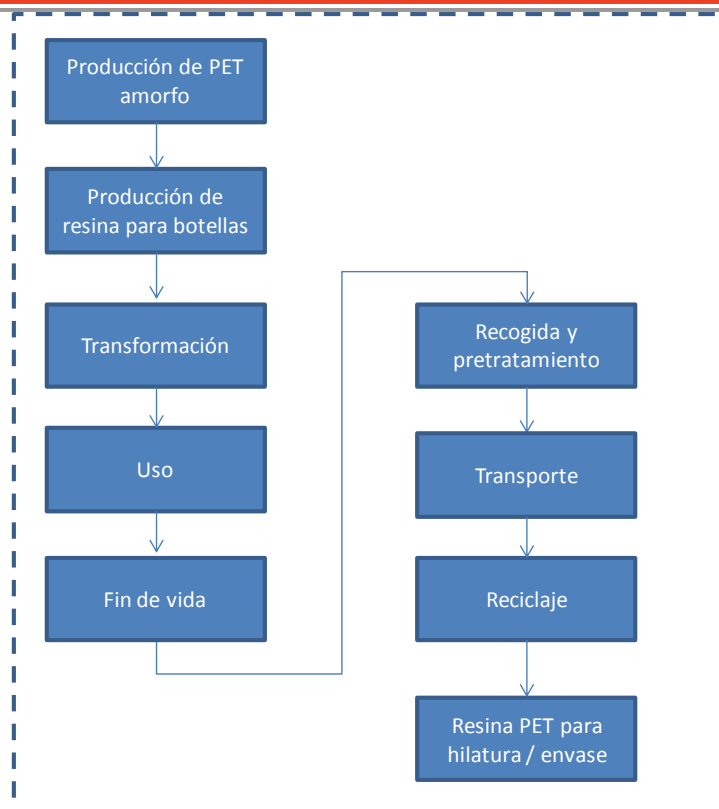 Producción de PET
amorfo
Producción de
resina para botellas
Transformación
Uso
Fin de vida
Recogida y
pretratamiento
Transporte
Reciclaje
Resina PET para
hilatura / envase